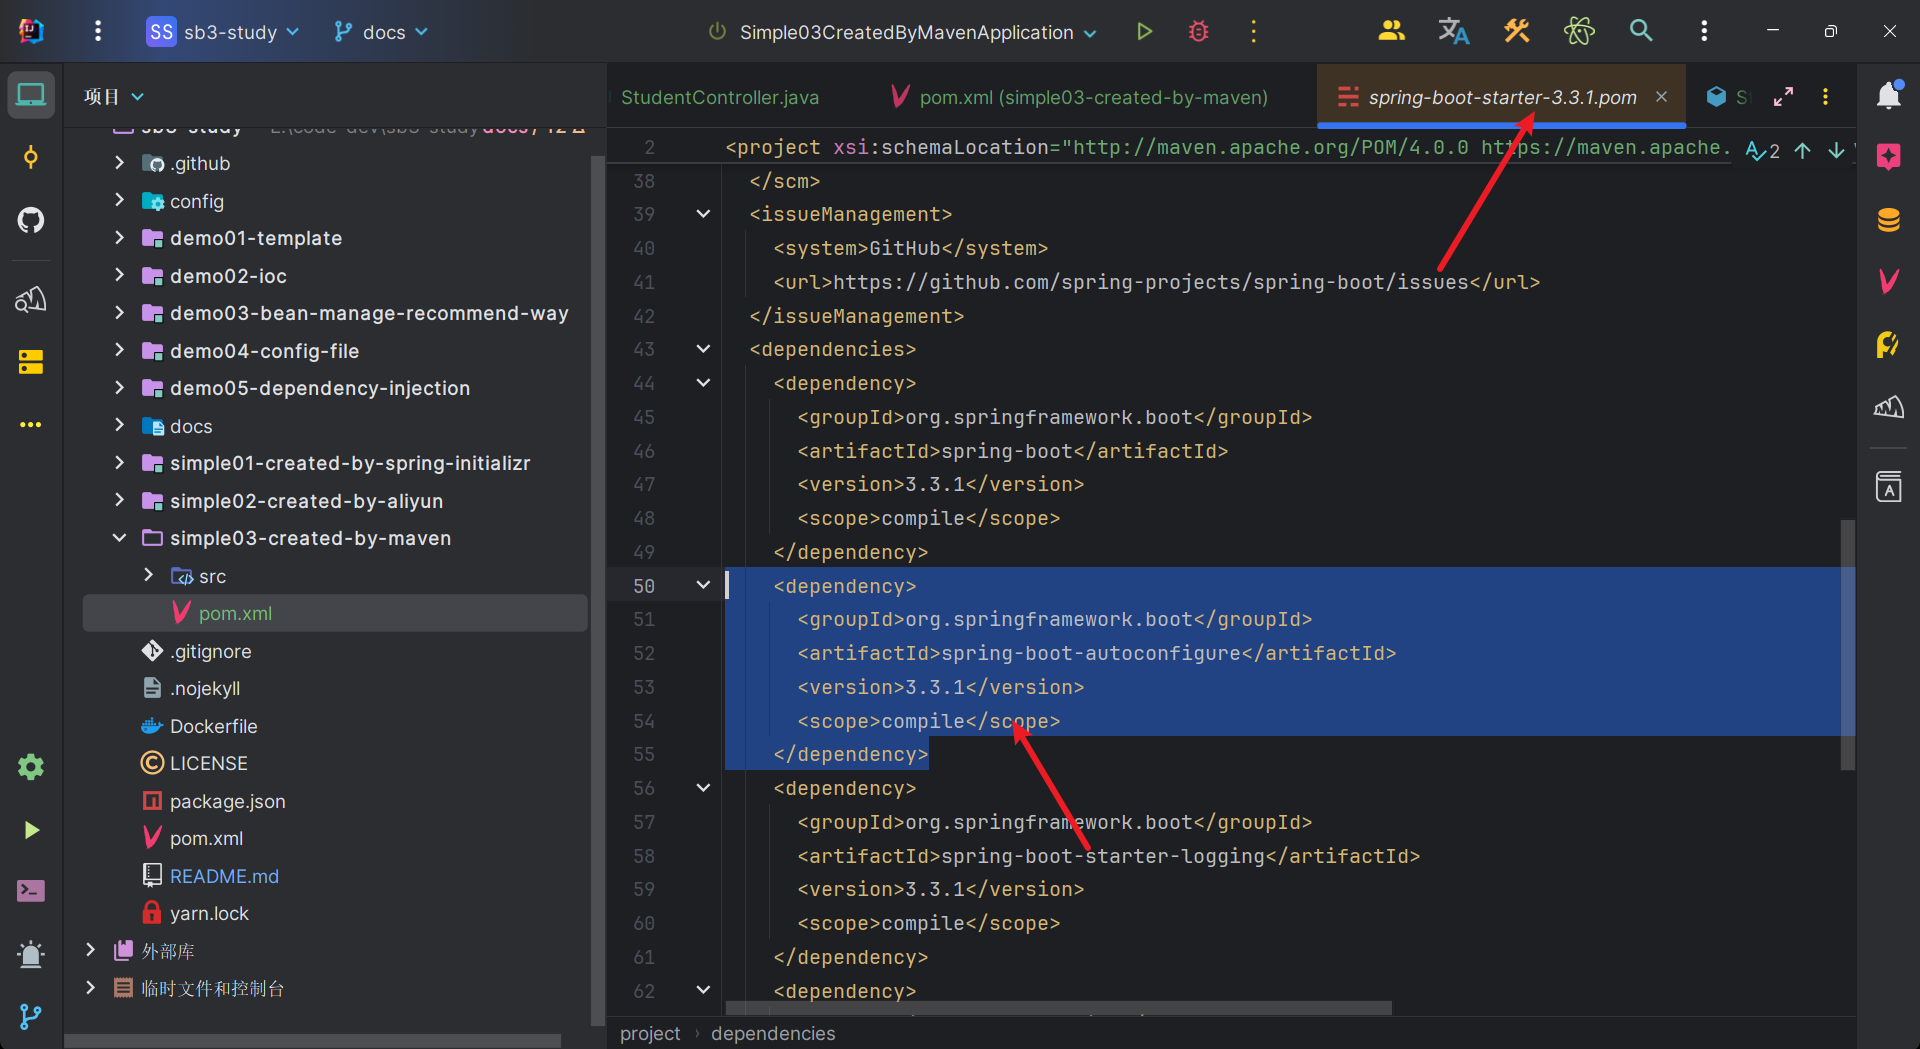 SS sb3-study docs Simple03CreatedByMavenApplication
项目
StudentController.java pom.xml (simple03-created-by-maven) spring-boot-starter-3.3.1.pom
.github
config
demo01-template
demo02-ioc
demo03-bean-manage-recommend-way
demo04-config-file
demo05-dependency-injection
docs
simple01-created-by-spring-initializr
simple02-created-by-aliyun
simple03-created-by-maven
src
pom.xml
.gitignore
.nojekyll
Dockerfile
LICENSE
package.json
pom.xml
README.md
yarn.lock
外部库
临时文件和控制台
2 <project xsi:schemaLocation="http://maven.apache.org/POM/4.0.0 https://maven.apache. 2
38 </scm>
39 <issueManagement>
40 <system>GitHub</system>
41 <url>https://github.com/spring-projects/spring-boot/issues</url>
42 </issueManagement>
43 <dependencies>
44 <dependency>
45 <groupId>org.springframework.boot</groupId>
46 <artifactId>spring-boot</artifactId>
47 <version>3.3.1</version>
48 <scope>compile</scope>
49 </dependency>
50 <dependency>
51 <groupId>org.springframework.boot</groupId>
52 <artifactId>spring-boot-autoconfigure</artifactId>
53 <version>3.3.1</version>
54 <scope>compile</scope>
55 </dependency>
56 <dependency>
57 <groupId>org.springframework.boot</groupId>
58 <artifactId>spring-boot-starter-logging</artifactId>
59 <version>3.3.1</version>
60 <scope>compile</scope>
61 </dependency>
62 <dependency>
project › dependencies